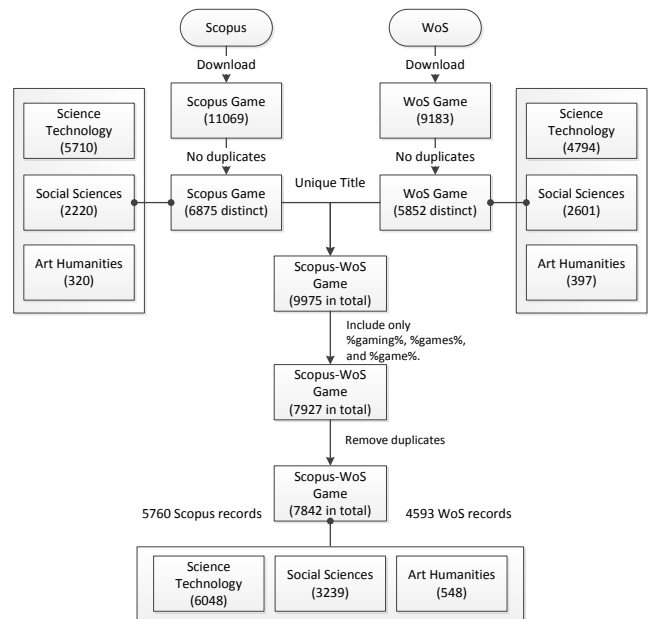 Scopus
WoS
Download
Download
Scopus Game
(11069)
WoS Game
(9183)
Science
Technology
(5710)
Science
Technology
(4794)
No duplicates
No duplicates
Social Sciences
(2220)
Scopus Game
(6875 distinct)
Unique Title
WoS Game
(5852 distinct)
Social Sciences
(2601)
Art Humanities
(320)
Art Humanities
(397)
Scopus-WoS
Game
(9975 in total)
Include only
%gaming%, %games%,
and %game%.
Scopus-WoS
Game
(7927 in total)
Remove duplicates
Scopus-WoS
Game
(7842 in total)
5760 Scopus records
4593 WoS records
Science
Technology
(6048)
Social Sciences
(3239)
Art Humanities
(548)